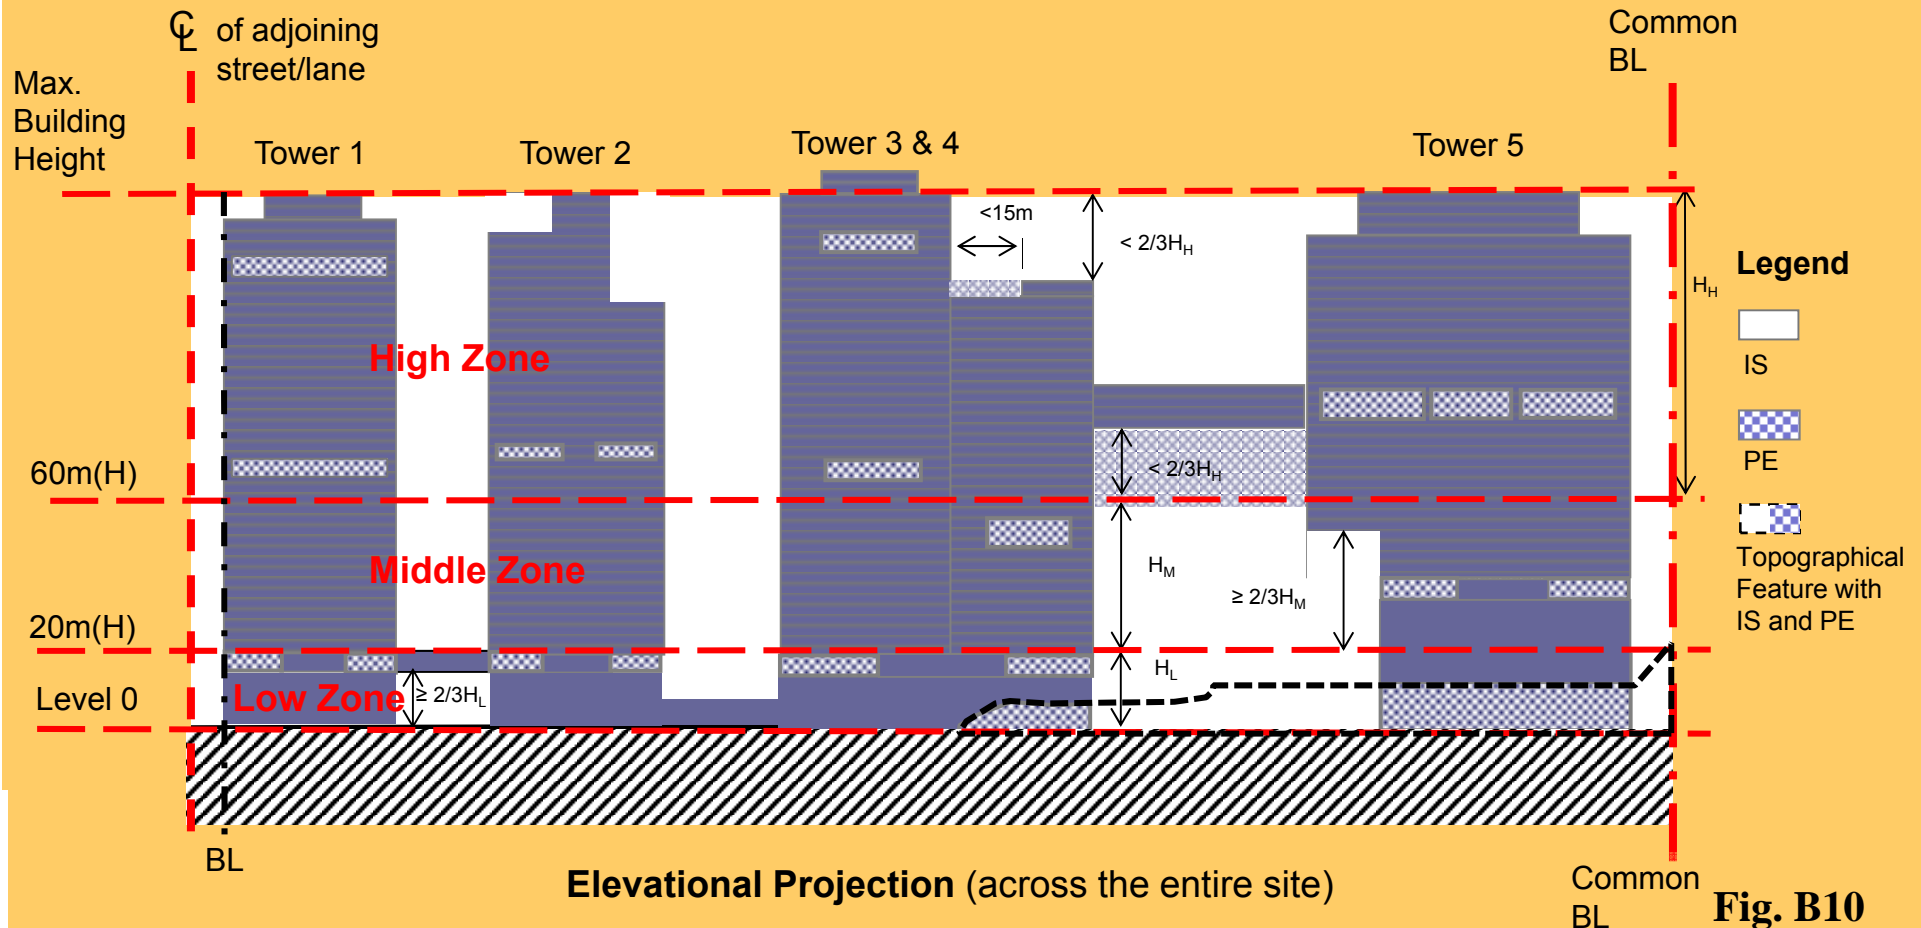 ℄ of adjoining
street/lane
Common
BL
Max.
Building
Height
Tower 1
Tower 2
Tower 3 & 4
Tower 5
<15m
< 2/3HH
HH
Legend
IS
PE
Topographical
Feature with
IS and PE
High Zone
60m(H)
< 2/3HH
Middle Zone
HM
≥ 2/3HM
20m(H)
Level 0
Low Zone
≥ 2/3HL
HL
BL
Elevational Projection (across the entire site)
Common
BL
Fig. B10